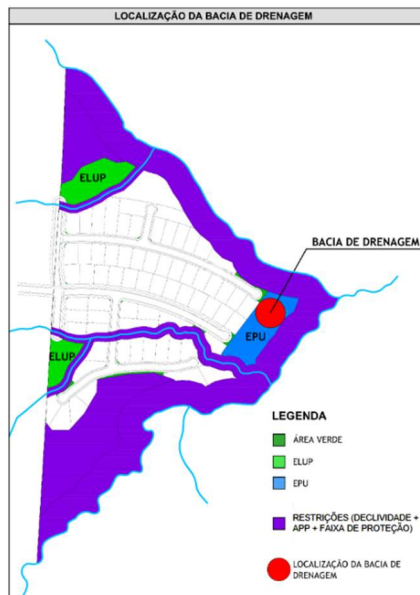 LOCALIZAÇÃO DA BACIA DE DRENAGEM
ELUP
BACIA DE DRENAGEM
EPU
ELUP
LEGENDA
ÁREA VERDE
ELUP
EPU
RESTRIÇÕES (DECLIVIDADE +
APP + FAIXA DE PROTEÇÃO)
LOCALIZAÇÃO DA BACIA DE
DRENAGEM